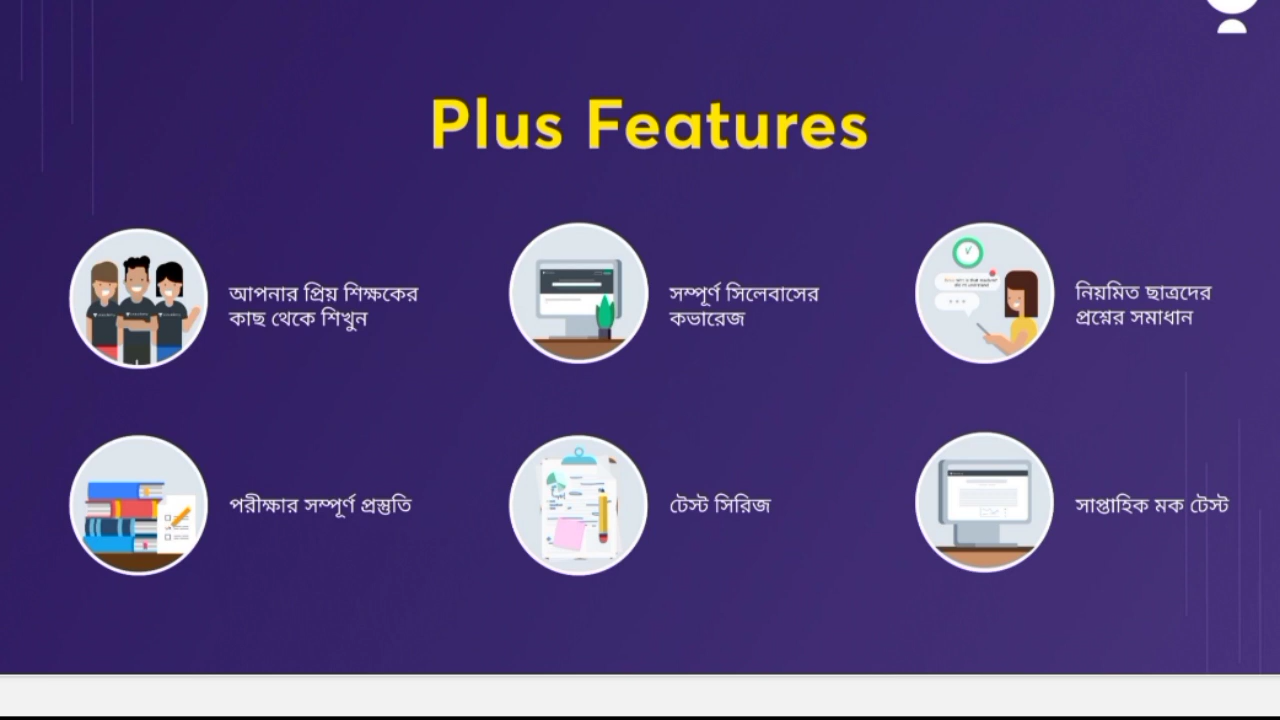 Plus Features
আপনার প্রিয় শিক্ষকের
কাছ থেকে শিখুন
সম্পূর্ণ সিলেবাসের
কভারেজ
নিয়মিত ছাত্রদের
প্রশ্নের সমাধান
পরীক্ষার সম্পূর্ণ প্রস্তুতি
টেস্ট সিরিজ
সাপ্তাহিক মক টেস্ট